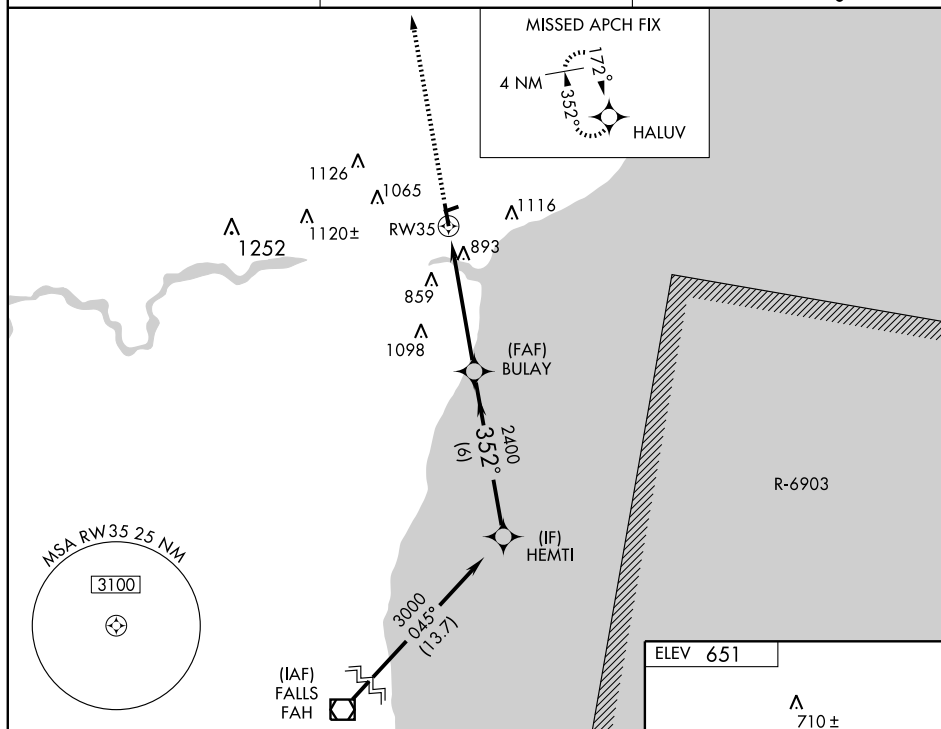 MISSED APCH FIX
4 NM
172°
352°
HALUV
1126
1065
1120±
1252
RW35
1116
893
859
1098
(FAF)
BULAY
2400
352°
(6)
R-6903
(IF)
HEMTI
MSA RW35 25 NM
3100
3000
045°
(13.7)
(IAF)
FALLS
FAH
ELEV 651
710±